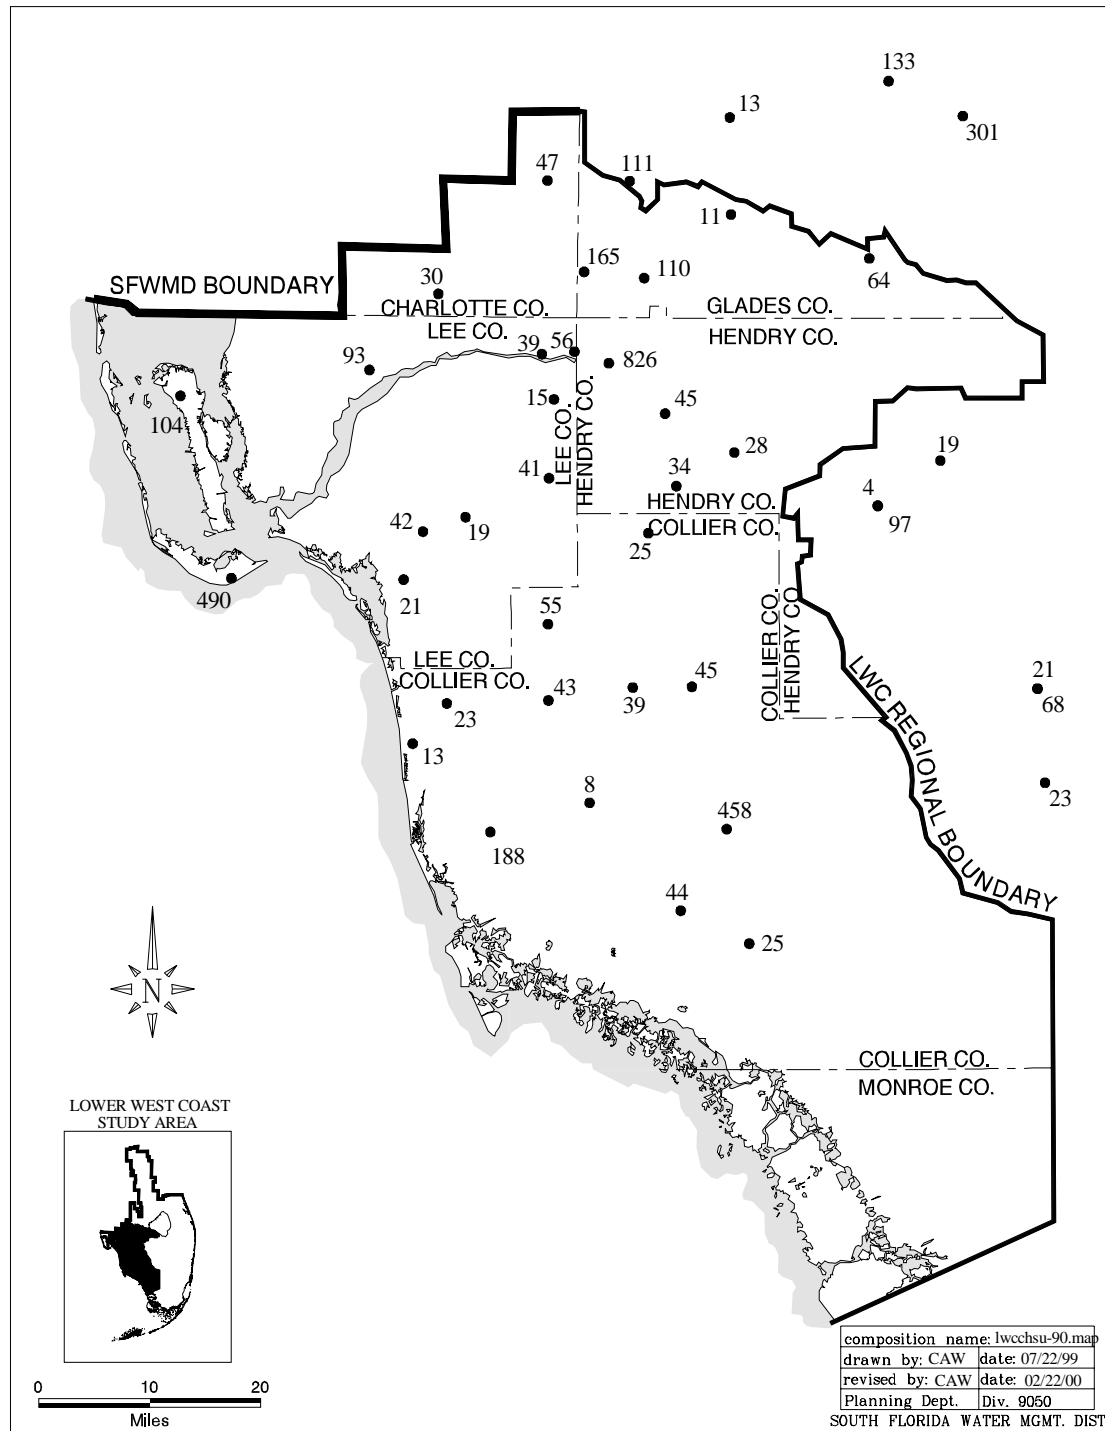 133
13
301
47
111
11
165
110
64
30
SFWMD BOUNDARY
CHARLOTTE CO.
LEE CO.
GLADES CO.
HENDRY CO.
39
56
826
93
104
15
45
LEE CO.
HENDRY CO.
28
19
41
34
4
97
HENDRY CO.
COLLIER CO.
42
19
25
490
21
55
COLLIER CO.
HENDRY CO.
LEE CO.
COLLIER CO.
LWC REGIONAL BOUNDARY
43
39
45
21
68
23
13
8
458
23
188
44
25
N
COLLIER CO.
MONROE CO.
LOWER WEST COAST
STUDY AREA
0 10 20
Miles
composition name: lwcchsu-90.map
drawn by: CAW date: 07/22/99
revised by: CAW date: 02/22/00
Planning Dept. Div. 9050
SOUTH FLORIDA WATER MGMT. DIST